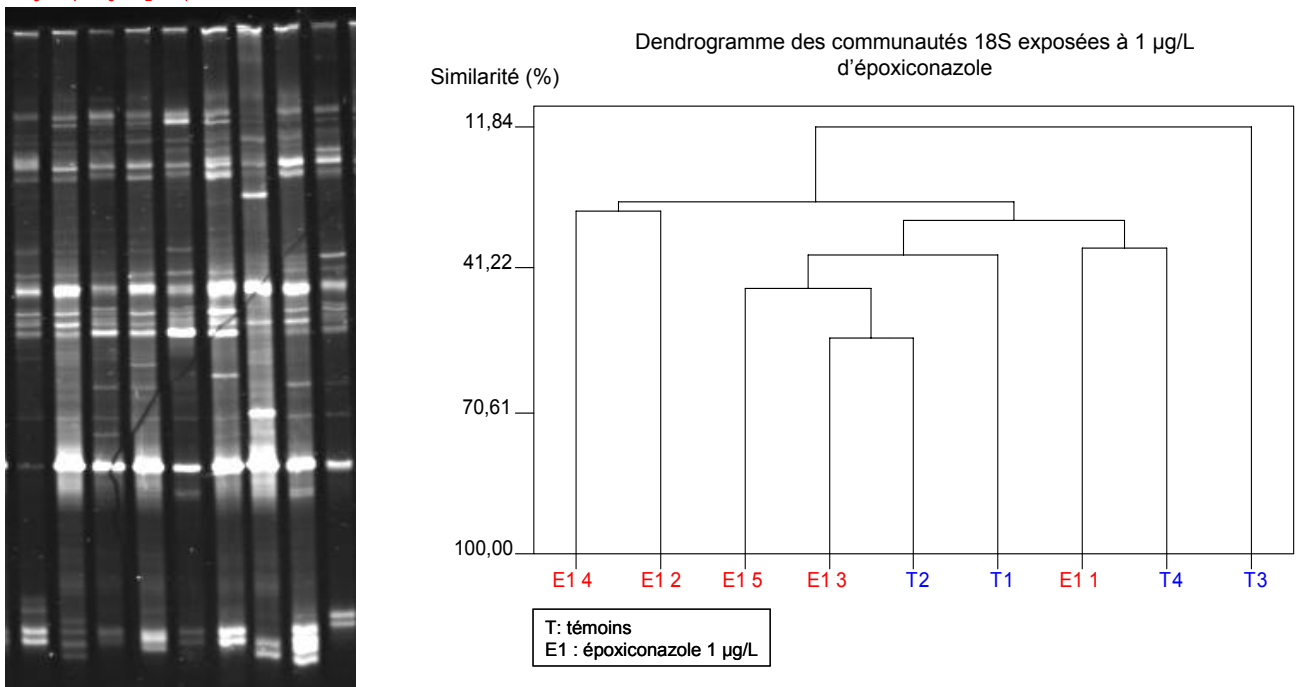 Dendrogramme des communautés 18S exposées à 1 µg/L
d'époxiconazole
Similarité (%)
11,84
41,22
70,61
100,00
E1 4 E1 2 E1 5 E1 3 T2 T1 E1 1 T4 T3
T: témoins
E1 : époxiconazole 1 µg/L